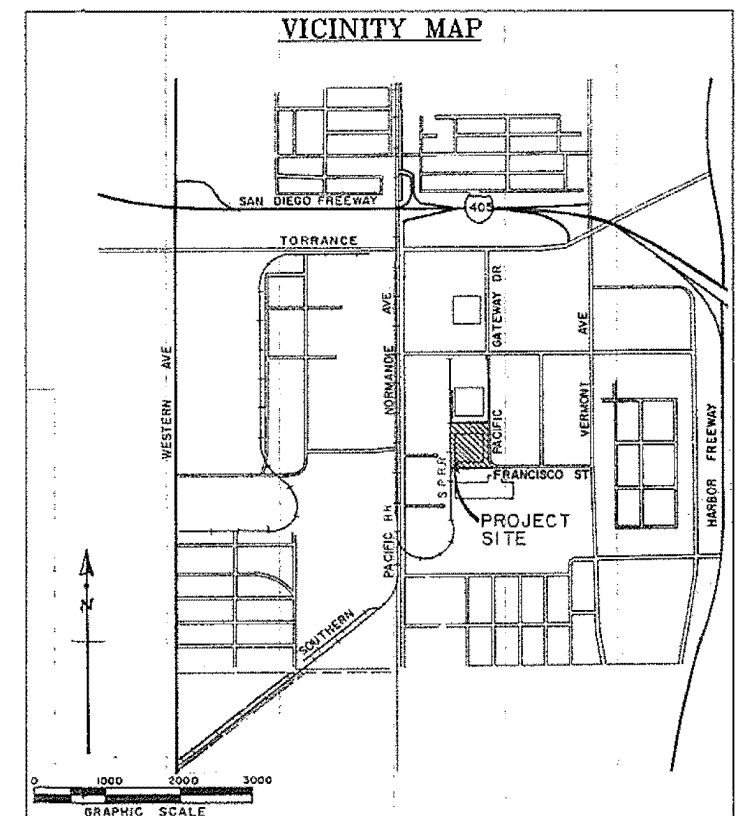 VICINITY MAP
SAN DIEGO FREEWAY
405
TORRANCE
WESTERN AVE
NORMANDIE AVE
GATEWAY DR
PACIFIC
VERMONT AVE
HARBOR FREEWAY
S.P.R.R.
FRANCISCO ST
PROJECT
SITE
PACIFIC RR
SOUTHERN
N
0 1000 2000 3000
GRAPHIC SCALE